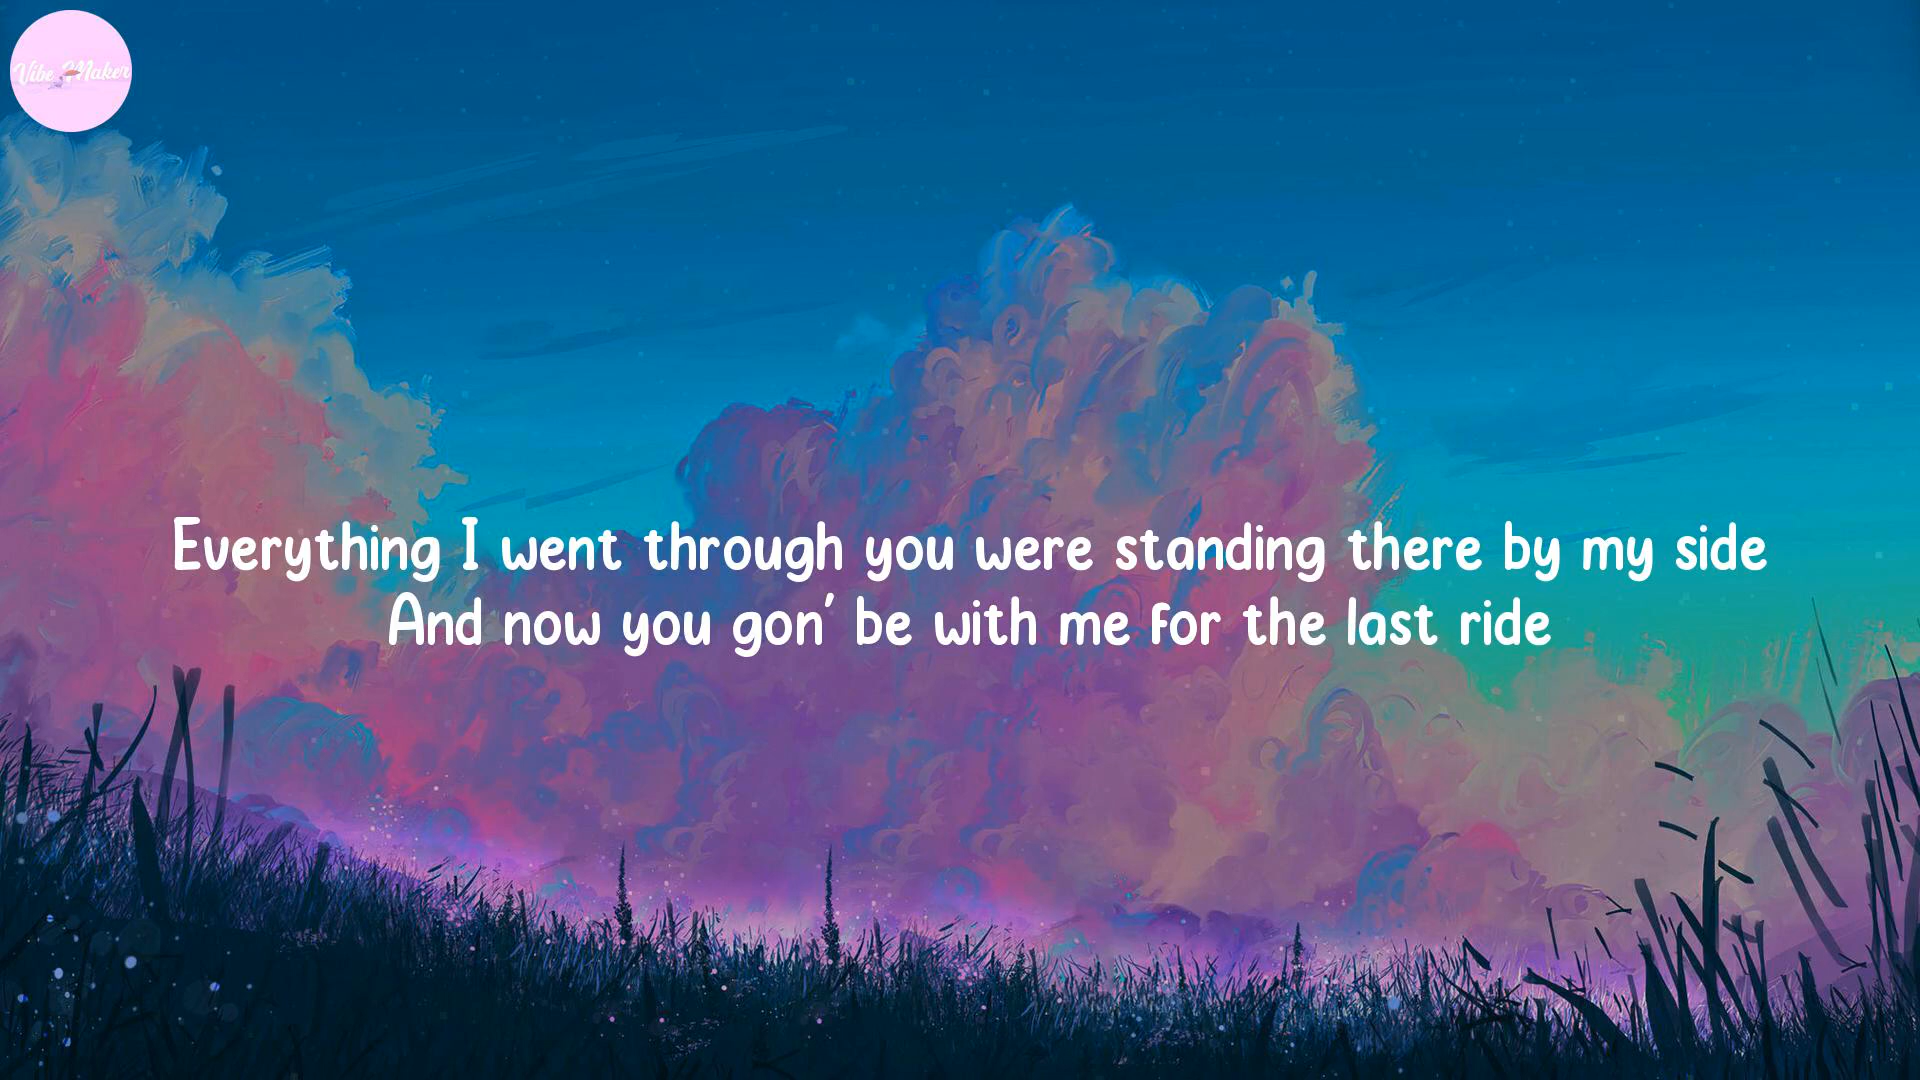 Vibe Maker
Everything I went through you were standing there by my side
And now you gon' be with me for the last ride